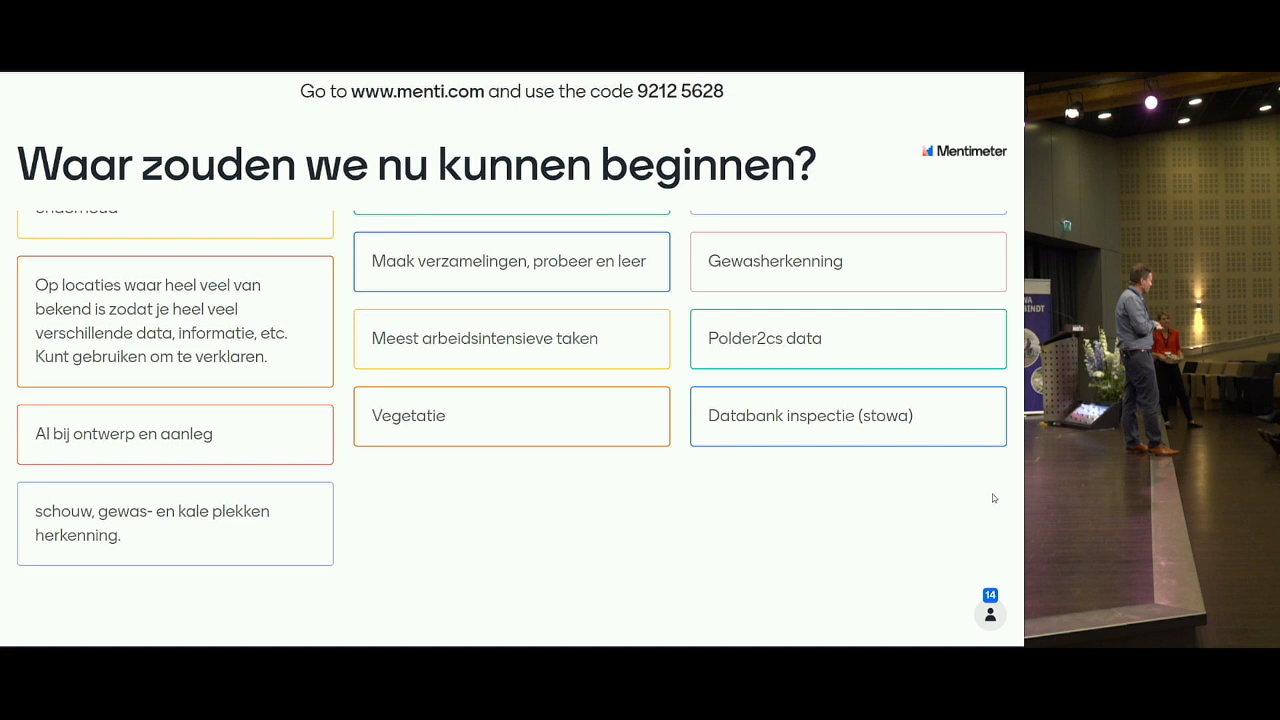 Go to www.menti.com and use the code 9212 5628
Waar zouden we nu kunnen beginnen?
Mentimeter
Op locaties waar heel veel van
bekend is zodat je heel veel
verschillende data, informatie, etc.
Kunt gebruiken om te verklaren.
AI bij ontwerp en aanleg
schouw, gewas- en kale plekken
herkenning.
Maak verzamelingen, probeer en leer
Meest arbeidsintensieve taken
Vegetatie
Gewasherkenning
Polder2cs data
Databank inspectie (stowa)
14